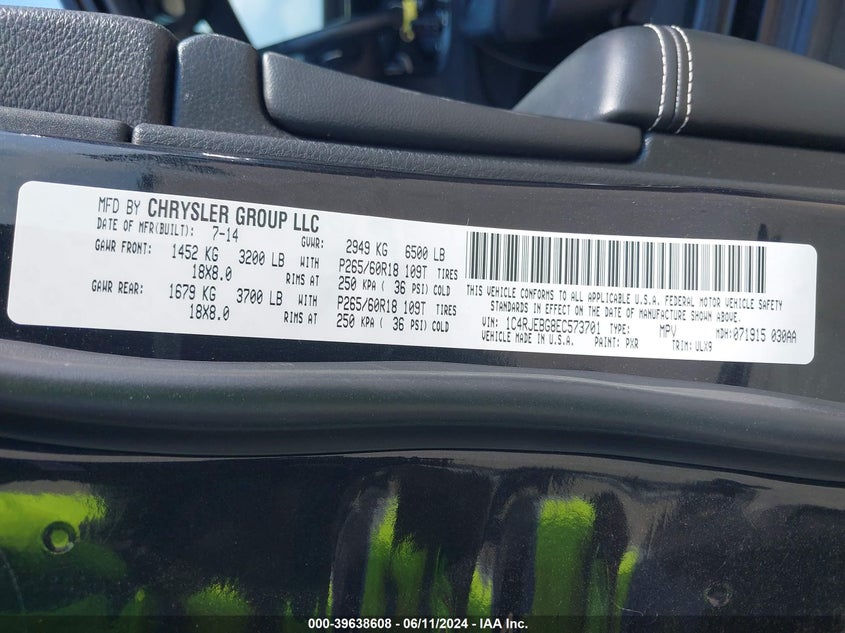 MFD BY CHRYSLER GROUP LLC
DATE OF MFR(BUILT): 7-14 GVWR: 2949 KG 6500 LB
GAWR FRONT: 1452 KG 3200 LB WITH P265/60R18 109T TIRES
18X8.0 RIMS AT 250 KPA ( 36 PSI) COLD
GAWR REAR: 1679 KG 3700 LB WITH P265/60R18 109T TIRES
18X8.0 RIMS AT 250 KPA ( 36 PSI) COLD
THIS VEHICLE CONFORMS TO ALL APPLICABLE U.S.A. FEDERAL MOTOR VEHICLE SAFETY
STANDARDS IN EFFECT ON THE DATE OF MANUFACTURE SHOWN ABOVE.
VIN: 1C4RJEBG8EC573701 TYPE: MPV MDH: 071915 030AA
VEHICLE MADE IN U.S.A. PAINT: PXR TRIM: ULX9
000-39638608 - 06/11/2024 - IAA Inc.